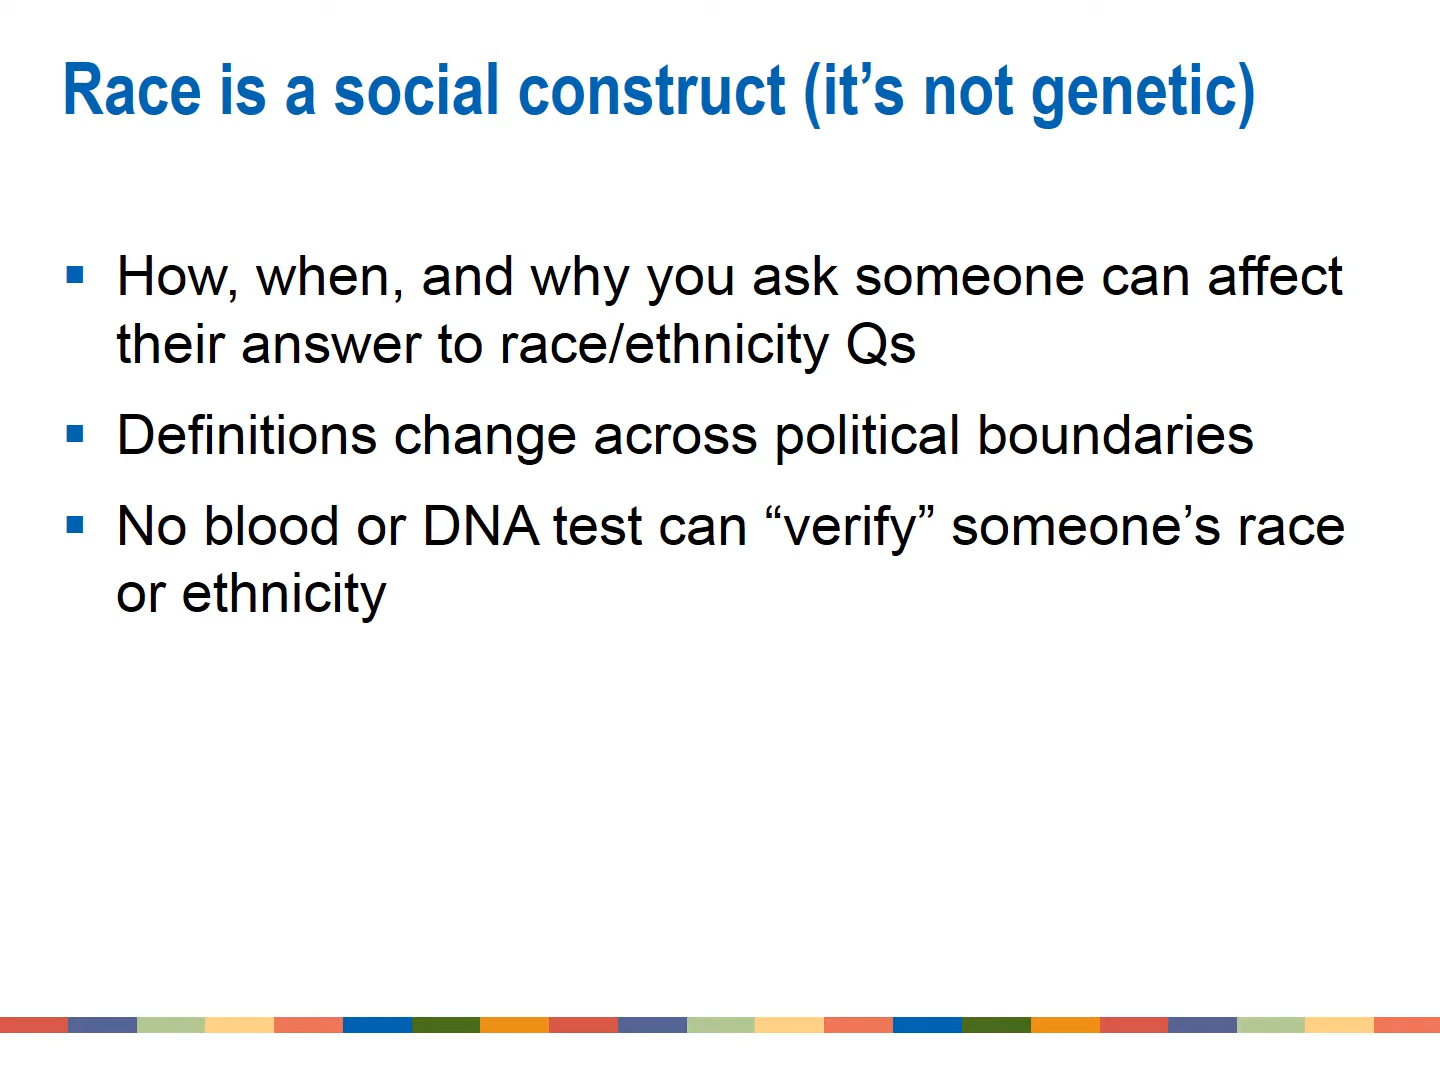 Race is a social construct (it’s not genetic)
▪ How, when, and why you ask someone can affect
their answer to race/ethnicity Qs
▪ Definitions change across political boundaries
▪ No blood or DNA test can “verify” someone’s race
or ethnicity